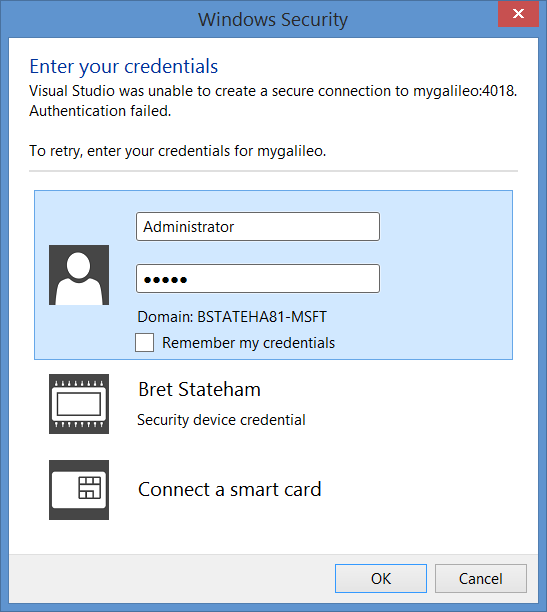 Windows Security
Enter your credentials
Visual Studio was unable to create a secure connection to mygalileo:4018.
Authentication failed.
To retry, enter your credentials for mygalileo.
Administrator
●●●●●
Domain: BSTATEHA81-MSFT
Remember my credentials
Bret Stateham
Security device credential
Connect a smart card
OK
Cancel